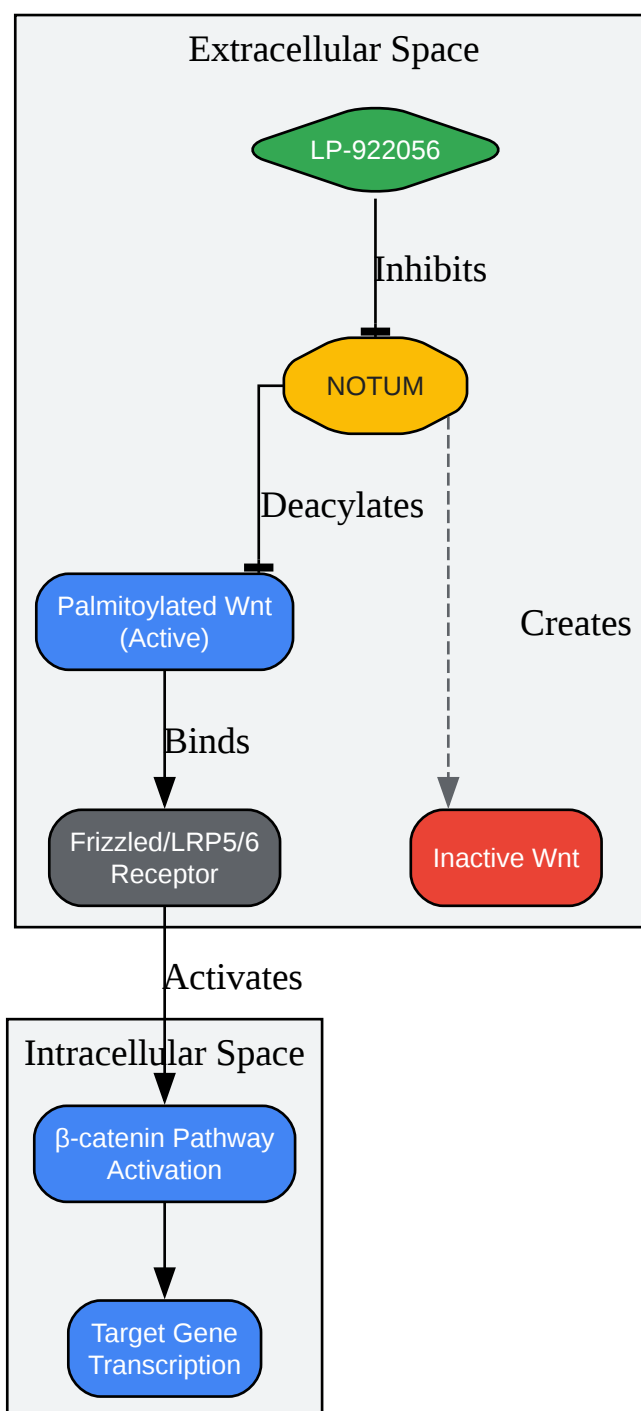 Extracellular Space
LP-922056
Inhibits
NOTUM
Deacylates
Palmitoylated Wnt
(Active)
Creates
Binds
Frizzled/LRP5/6
Receptor
Inactive Wnt
Activates
Intracellular Space
β-catenin Pathway
Activation
Target Gene
Transcription